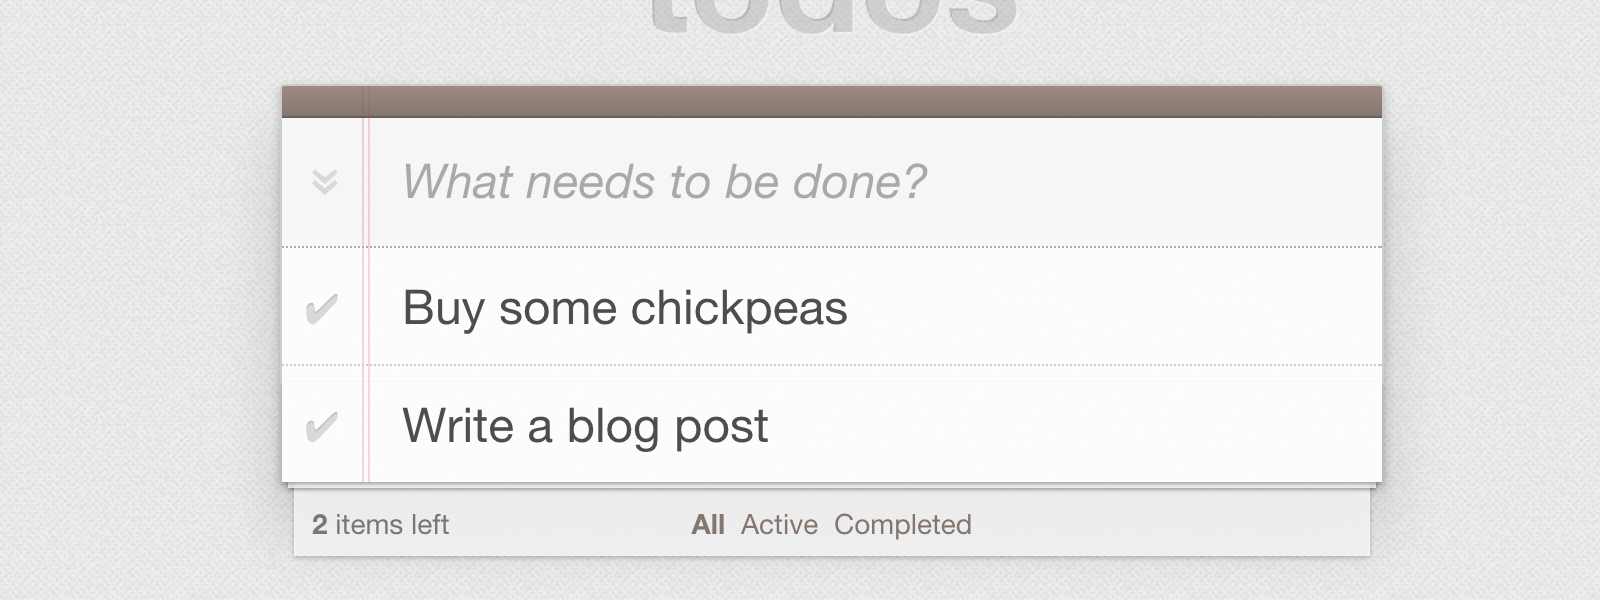 todos
What needs to be done?
Buy some chickpeas
Write a blog post
2 items left All Active Completed